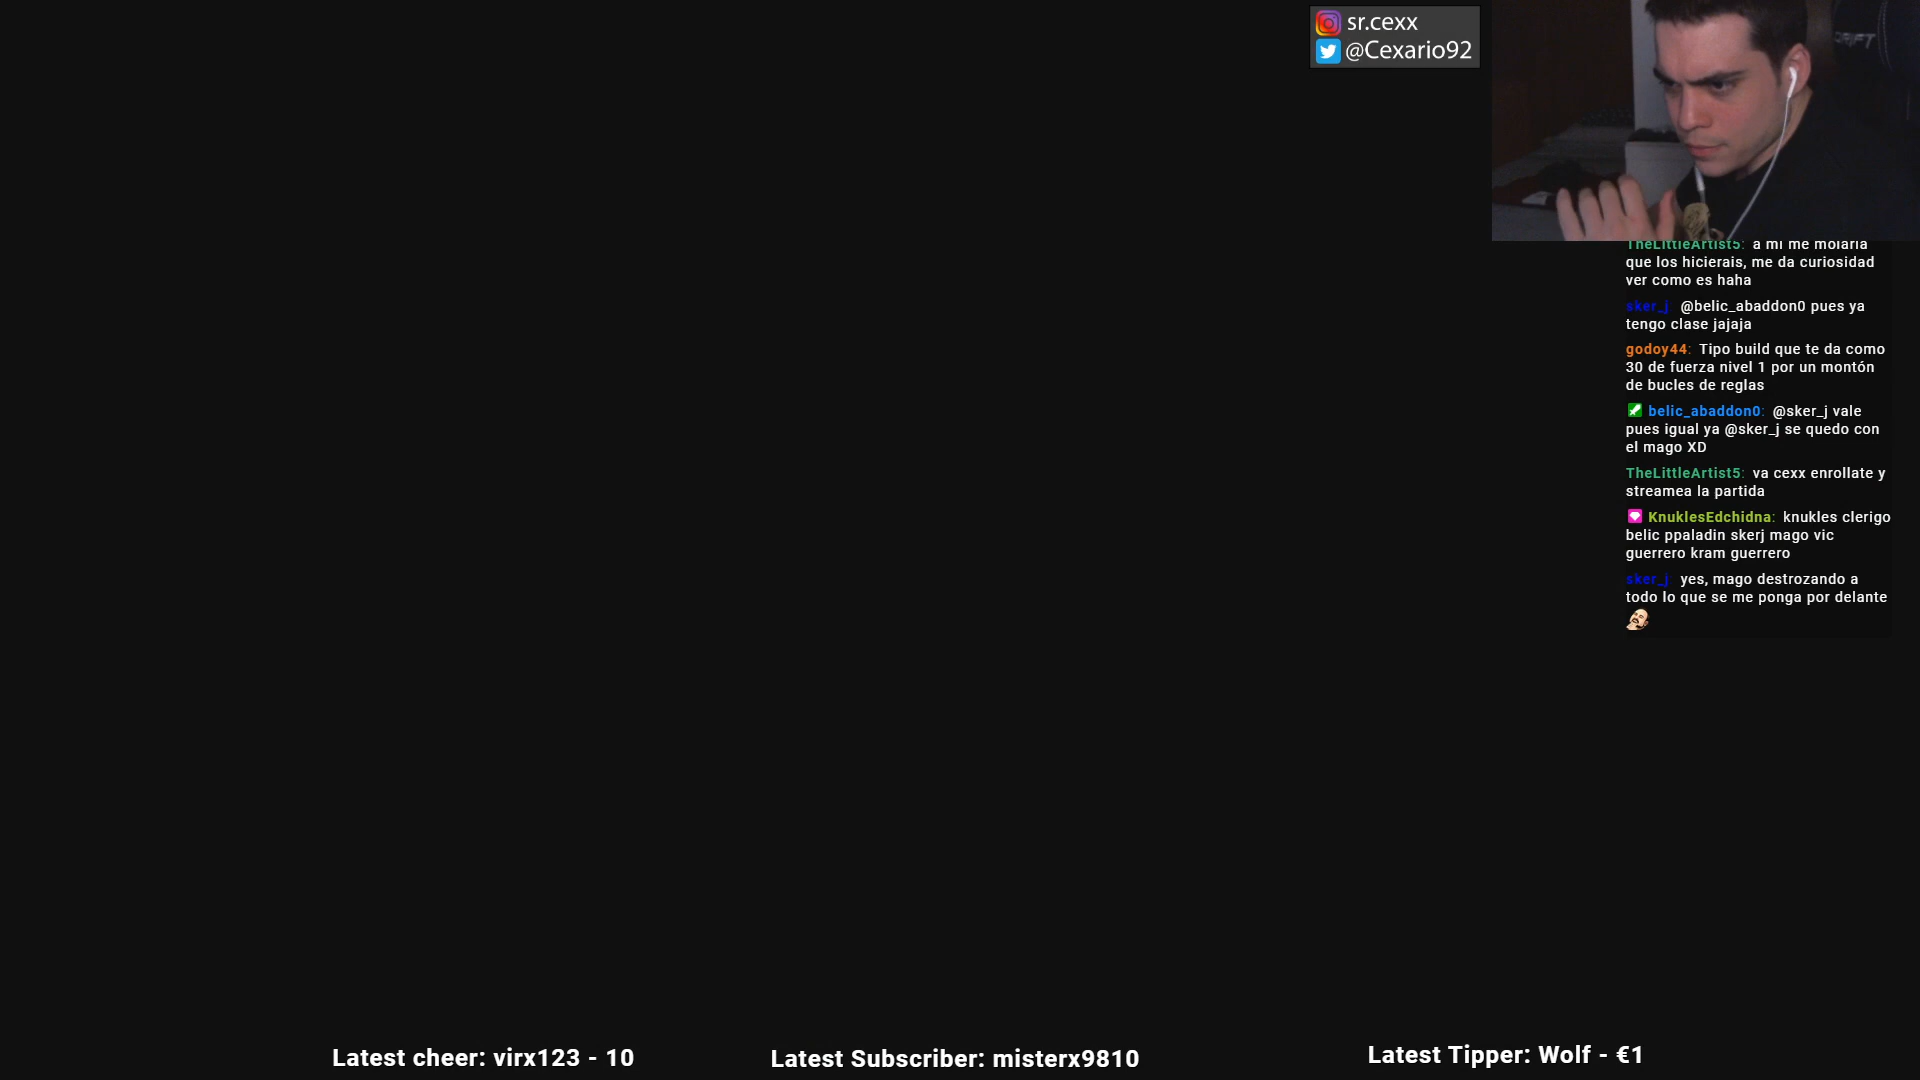 sr.cexx
@Cexario92
TheLittleArtist5: a mi me molaria
que los hicierais, me da curiosidad
ver como es haha
sker_j: @belic_abaddon0 pues ya
tengo clase jajaja
godoy44: Tipo build que te da como
30 de fuerza nivel 1 por un montón
de bucles de reglas
belic_abaddon0: @sker_j vale
pues igual ya @sker_j se quedo con
el mago XD
TheLittleArtist5: va cexx enrollate y
streamea la partida
KnuklesEdchidna: knukles clerigo
belic ppaladin skerj mago vic
guerrero kram guerrero
sker_j: yes, mago destrozando a
todo lo que se me ponga por delante
Latest cheer: virx123 - 10
Latest Subscriber: misterx9810
Latest Tipper: Wolf - €1